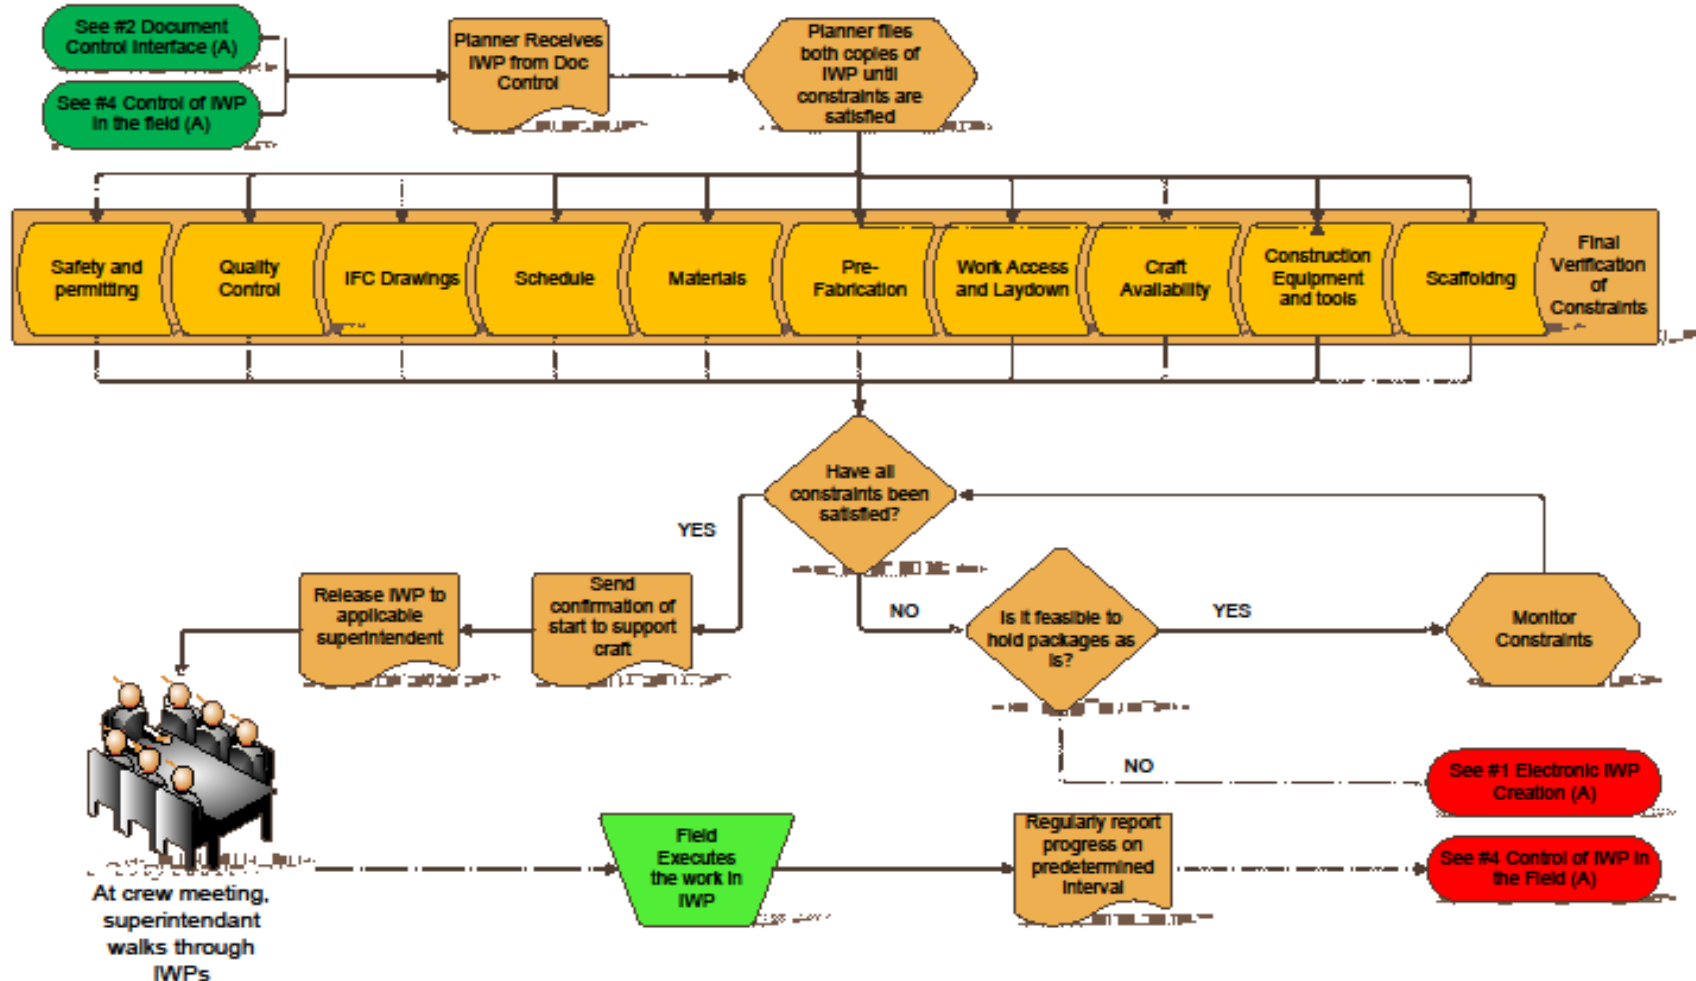 See #2 Document
Control Interface (A)
See #4 Control of IWP
in the field (A)
Planner Receives
IWP from Doc
Control
Planner files
both copies of
IWP until
constraints are
satisfied
Safety and
permitting
Quality
Control
IFC Drawings
Schedule
Materials
Pre-
Fabrication
Work Access
and Laydown
Craft
Availability
Construction
Equipment
and tools
Scaffolding
Final
Verification
of
Constraints
Have all
constraints been
satisfied?
YES
NO
Is it feasible to
hold packages as
is?
YES
Monitor
Constraints
NO
See #1 Electronic IWP
Creation (A)
Send
confirmation of
start to support
craft
Release IWP to
applicable
superintendent
At crew meeting,
superintendant
walks through
IWPs
Field
Executes
the work in
IWP
Regularly report
progress on
predetermined
interval
See #4 Control of IWP in
the Field (A)